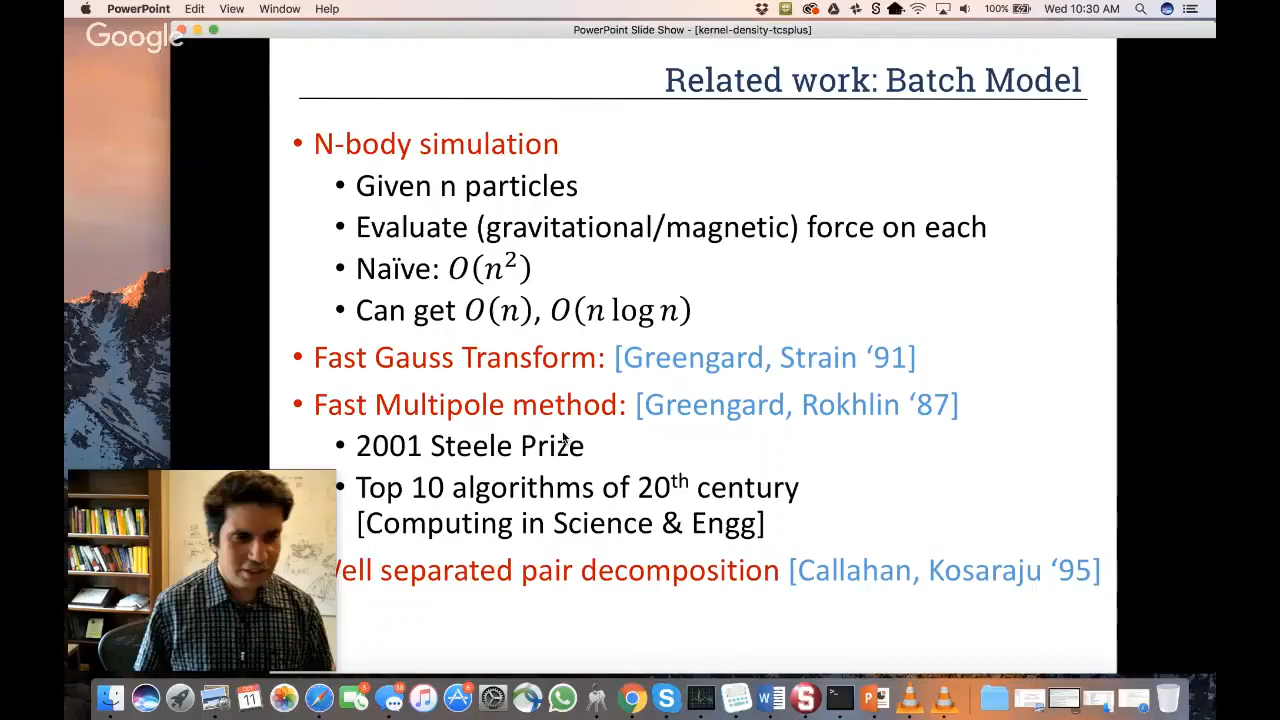 PowerPoint Edit View Window Help 100% Wed 10:30 AM
Google
PowerPoint Slide Show - [kernel-density-tcsplus]
Related work: Batch Model
• N-body simulation
• Given n particles
• Evaluate (gravitational/magnetic) force on each
• Naïve: O(n²)
• Can get O(n), O(n log n)
• Fast Gauss Transform: [Greengard, Strain ‘91]
• Fast Multipole method: [Greengard, Rokhlin ‘87]
• 2001 Steele Prize
• Top 10 algorithms of 20th century
[Computing in Science & Engg]
ell separated pair decomposition [Callahan, Kosaraju ‘95]
11